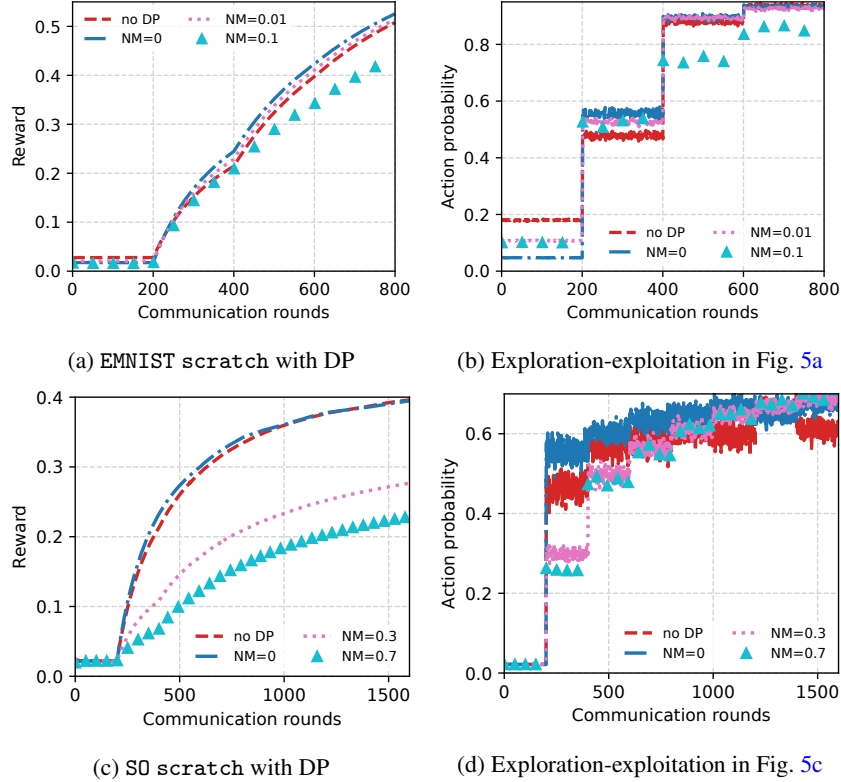 0.5
0.4
0.3
0.2
0.1
0.0
Reward
no DP
NM=0
NM=0.01
NM=0.1
0 200 400 600 800
Communication rounds
(a) EMNIST scratch with DP
0.8
0.6
0.4
0.2
0.0
Action probability
no DP
NM=0
NM=0.01
NM=0.1
0 200 400 600 800
Communication rounds
(b) Exploration-exploitation in Fig. 5a
0.4
0.3
0.2
0.1
0.0
Reward
no DP
NM=0
NM=0.3
NM=0.7
0 500 1000 1500
Communication rounds
(c) SO scratch with DP
0.6
0.4
0.2
0.0
Action probability
no DP
NM=0
NM=0.3
NM=0.7
0 500 1000 1500
Communication rounds
(d) Exploration-exploitation in Fig. 5c